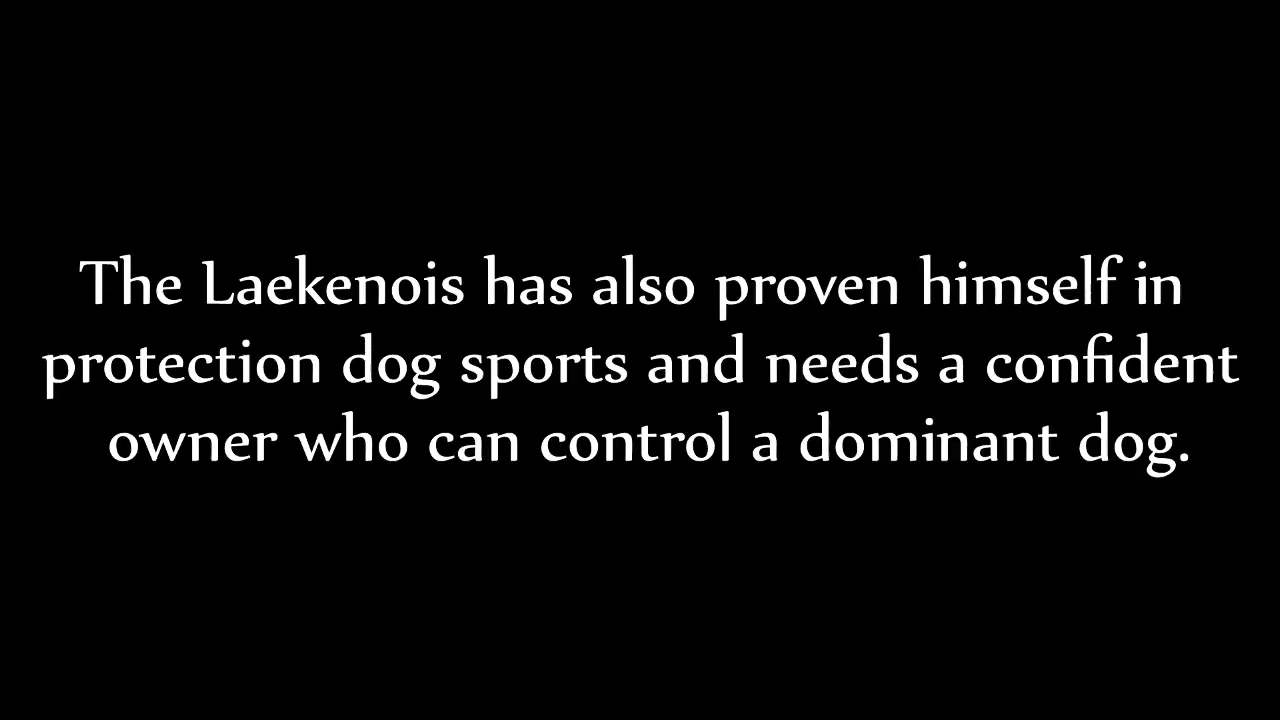 The Laekenois has also proven himself in
protection dog sports and needs a confident
owner who can control a dominant dog.